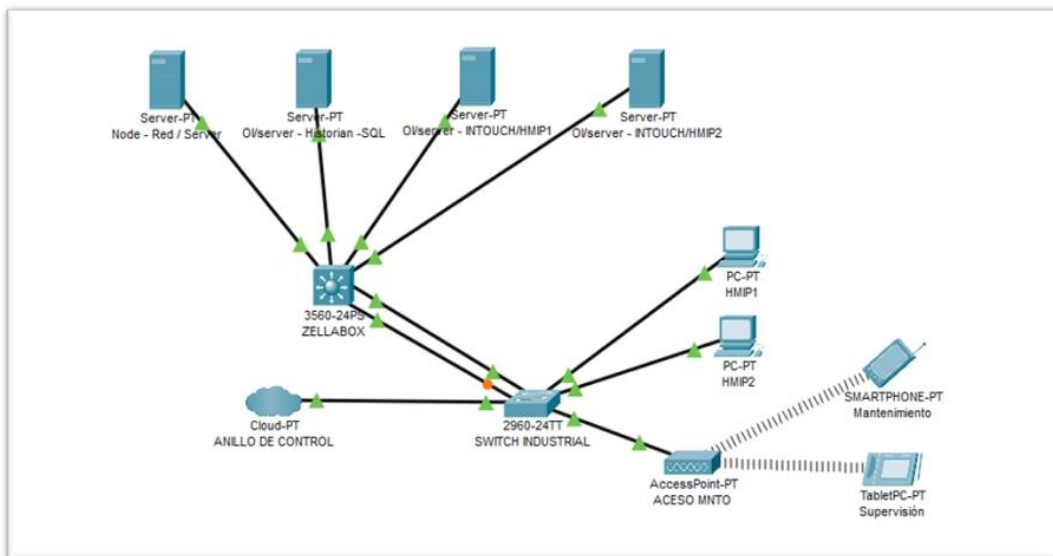 Server-PT
Node - Red / Server
Server-PT
OI/server - Historian -SQL
Server-PT
OI/server - INTOUCH/HMIP1
Server-PT
OI/server - INTOUCH/HMIP2
3560-24PS
ZELLABOX
PC-PT
HMIP1
PC-PT
HMIP2
SMARTPHONE-PT
Mantenimiento
Cloud-PT
ANILLO DE CONTROL
2960-24TT
SWITCH INDUSTRIAL
AccessPoint-PT
ACESO MNTO
TabletPC-PT
Supervisión